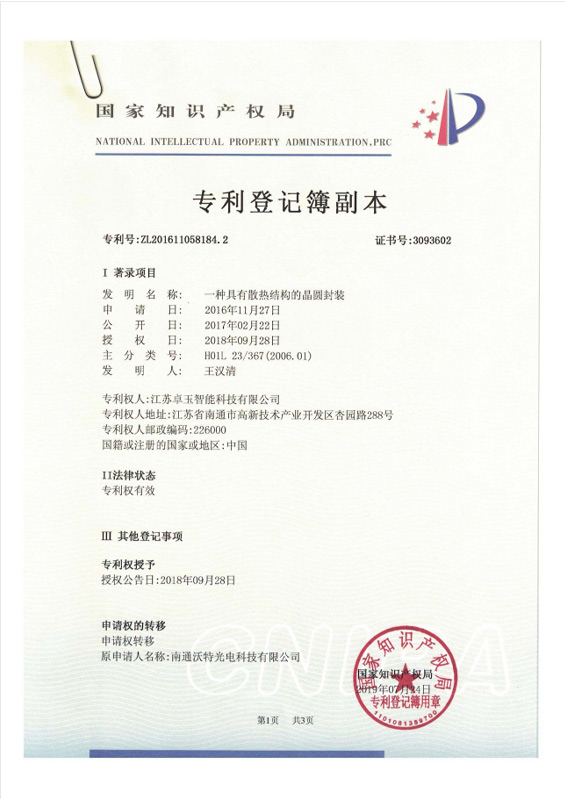 国家知识产权局
NATIONAL INTELLECTUAL PROPERTY ADMINISTRATION,PRC
专利登记簿副本
专利号:ZL201611058184.2 证书号:3093602
I 著录项目
发明名称: 一种具有散热结构的晶圆封装
申请日: 2016年11月27日
公开日: 2017年02月22日
授权日: 2018年09月28日
主分类号: H01L 23/367(2006.01)
发明人: 王汉清
专利权人:江苏卓玉智能科技有限公司
专利权人地址:江苏省南通市高新技术产业开发区杏园路288号
专利权人邮政编码:226000
国籍或注册的国家或地区:中国
II法律状态
专利权有效
III 其他登记事项
专利权授予
授权公告日:2018年09月28日
申请权的转移
申请权转移
原申请人名称:南通沃特光电科技有限公司
CNIPA
国家知识产权局
国家知识产权局
2019年07月24日
专利登记簿用章
1101081359700
第1页 共3页